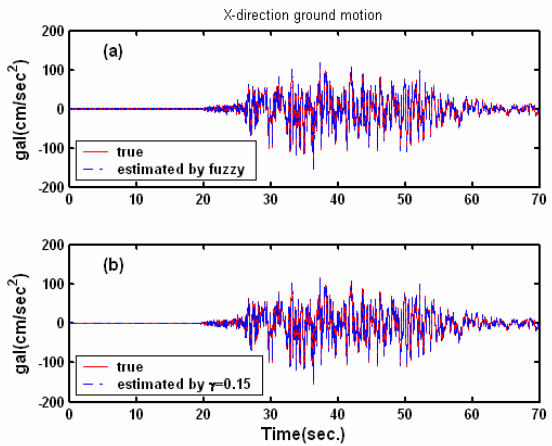 X-direction ground motion
200
(a)
100
gal(cm/sec²)
0
-100
true
estimated by fuzzy
-200
0 10 20 30 40 50 60 70
200
(b)
100
gal(cm/sec²)
0
-100
true
estimated by γ=0.15
-200
0 10 20 30 40 50 60 70
Time(sec.)